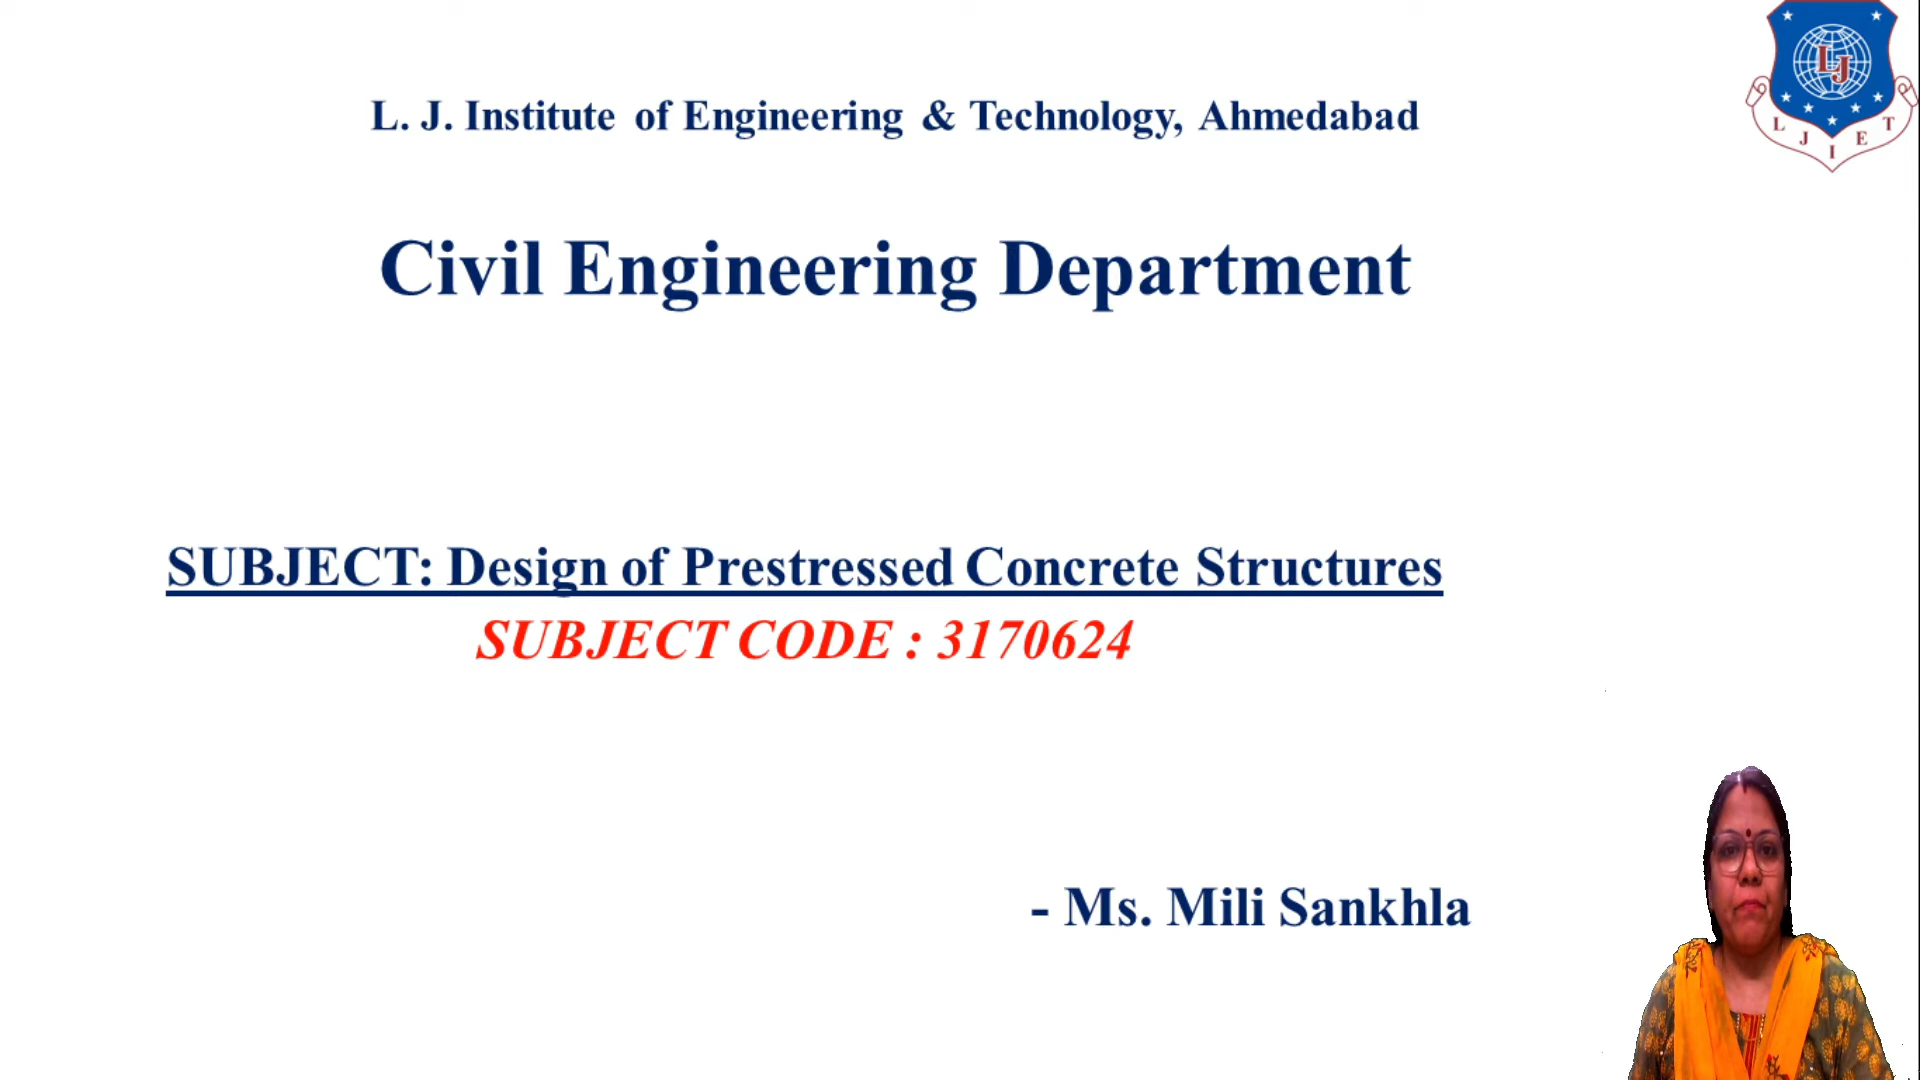 L. J. Institute of Engineering & Technology, Ahmedabad
LJ
L J I E T
Civil Engineering Department
SUBJECT: Design of Prestressed Concrete Structures
SUBJECT CODE : 3170624
- Ms. Mili Sankhla